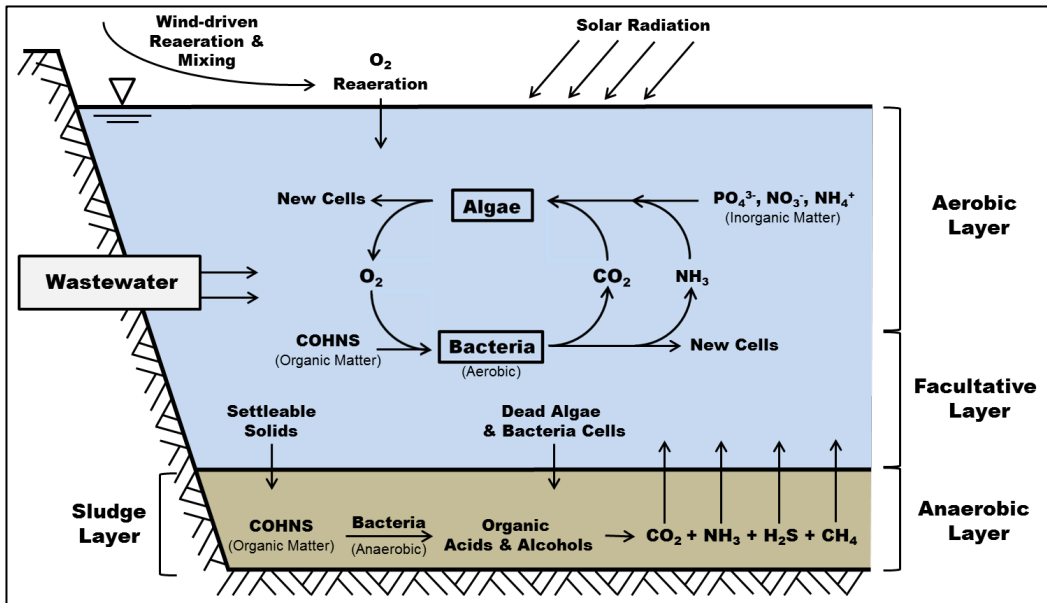 Wind-driven
Reaeration &
Mixing
O₂
Reaeration
Solar Radiation
New Cells
Algae
PO₄³⁻, NO₃⁻, NH₄⁺
(Inorganic Matter)
Aerobic
Layer
Wastewater
O₂
CO₂
NH₃
COHNS
(Organic Matter)
Bacteria
(Aerobic)
New Cells
Facultative
Layer
Settleable
Solids
Dead Algae
& Bacteria Cells
Sludge
Layer
COHNS
(Organic Matter)
Bacteria
(Anaerobic)
Organic
Acids & Alcohols
CO₂ + NH₃ + H₂S + CH₄
Anaerobic
Layer